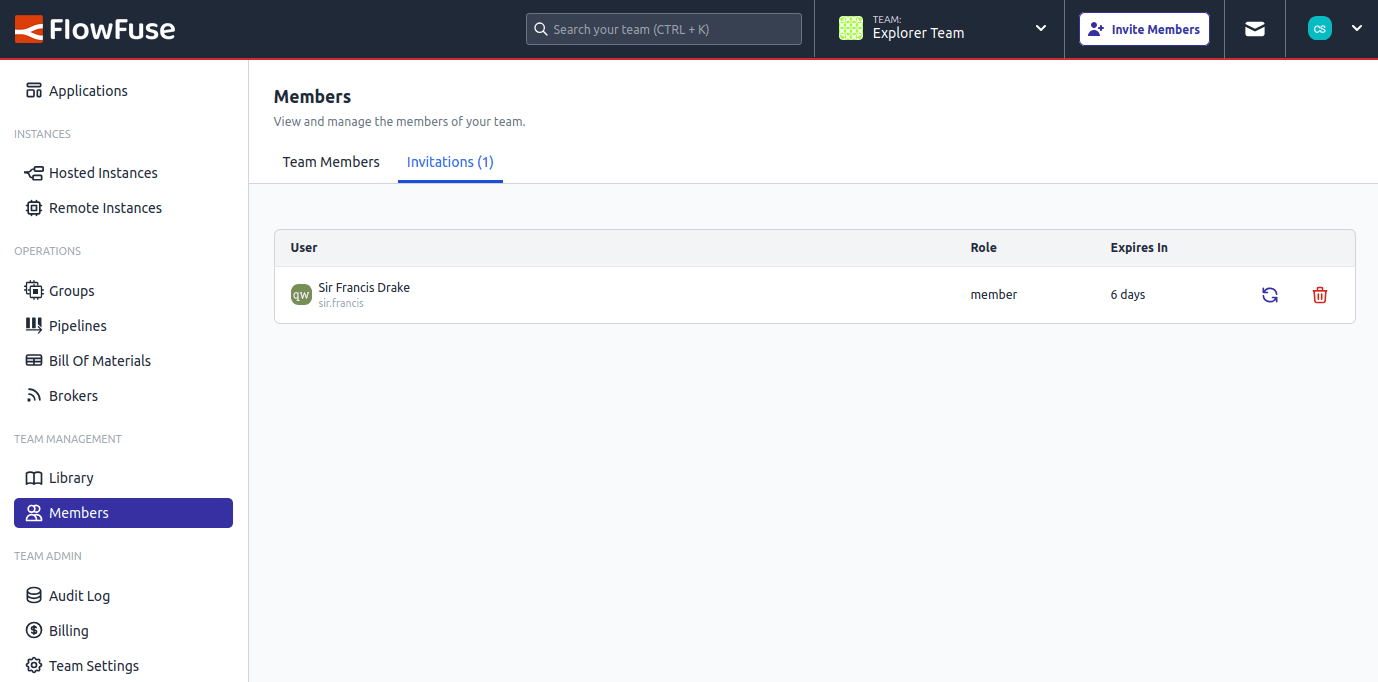 FlowFuse
Search your team (CTRL + K)
TEAM:
Explorer Team
Invite Members
CS
Applications
INSTANCES
Hosted Instances
Remote Instances
OPERATIONS
Groups
Pipelines
Bill Of Materials
Brokers
TEAM MANAGEMENT
Library
Members
TEAM ADMIN
Audit Log
Billing
Team Settings
Members
View and manage the members of your team.
Team Members Invitations (1)
User Role Expires In
qw Sir Francis Drake member 6 days
sir.francis